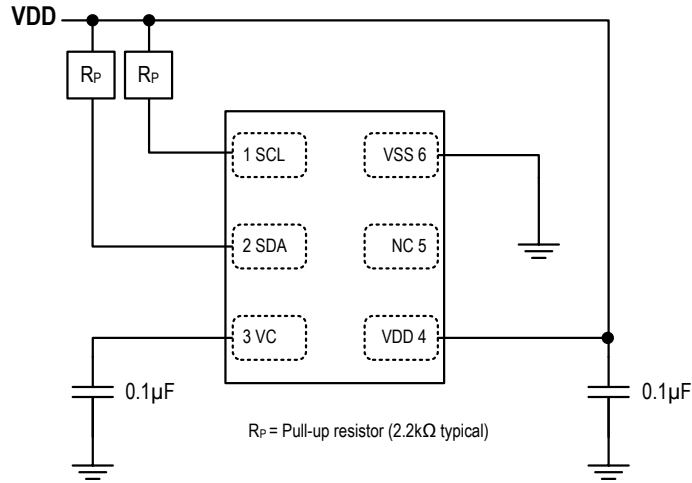 VDD
RP RP
1 SCL VSS 6
2 SDA NC 5
3 VC VDD 4
0.1µF 0.1µF
RP = Pull-up resistor (2.2kΩ typical)